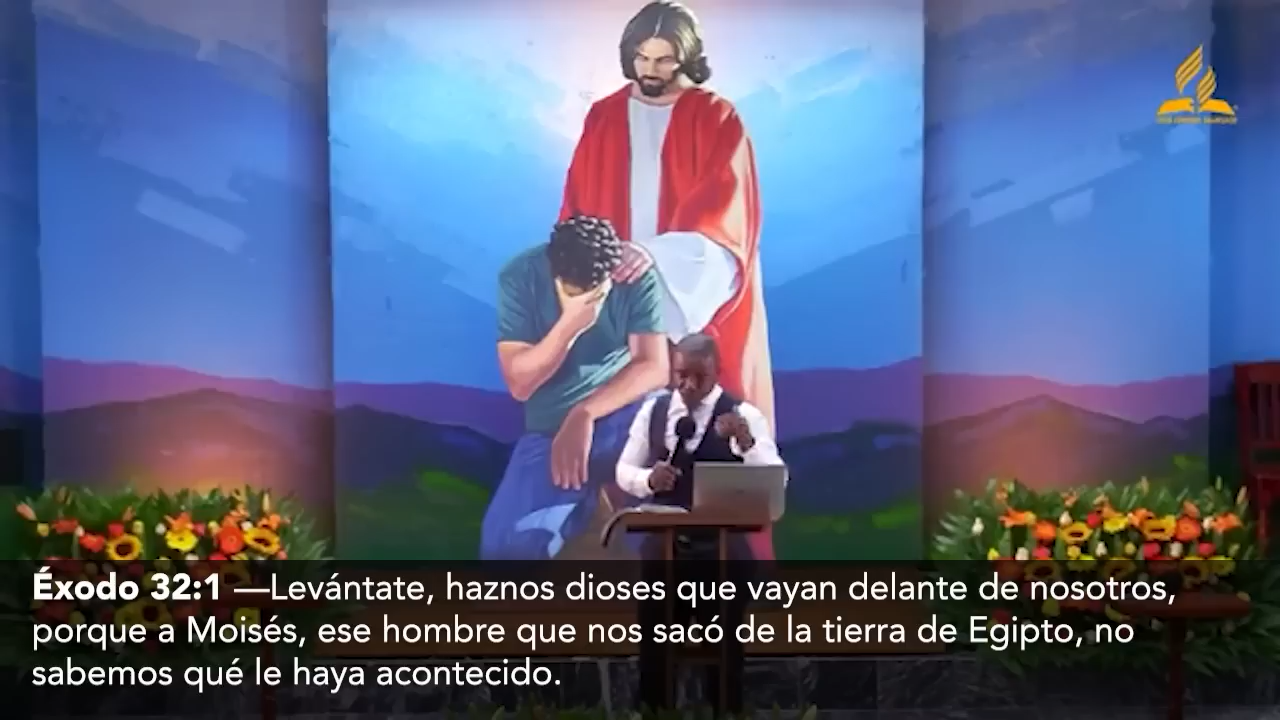 Éxodo 32:1 —Levántate, haznos dioses que vayan delante de nosotros,
porque a Moisés, ese hombre que nos sacó de la tierra de Egipto, no
sabemos qué le haya acontecido.